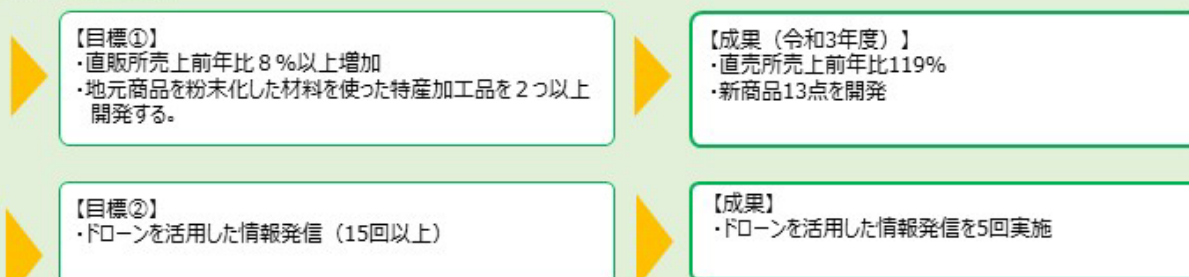 【目標①】
・直販所売上前年比８％以上増加
・地元商品を粉末化した材料を使った特産加工品を２つ以上
開発する。
【成果（令和3年度）】
・直売所売上前年比119%
・新商品13点を開発
【目標②】
・ドローンを活用した情報発信（15回以上）
【成果】
・ドローンを活用した情報発信を5回実施